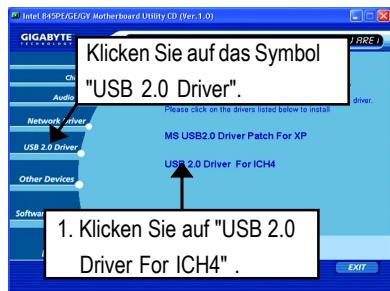 Intel 845PE/GE/GV Motherboard Utility CD (Ver.1.0)
GIGABYTE
TECHNOLOGY
Klicken Sie auf das Symbol
"USB 2.0 Driver".
Audio
driver.
Please click on the drivers listed below to install
Network Driver
MS USB2.0 Driver Patch For XP
USB 2.0 Driver
USB 2.0 Driver For ICH4
Other Devices
Software
1. Klicken Sie auf "USB 2.0
Driver For ICH4" .
EXIT